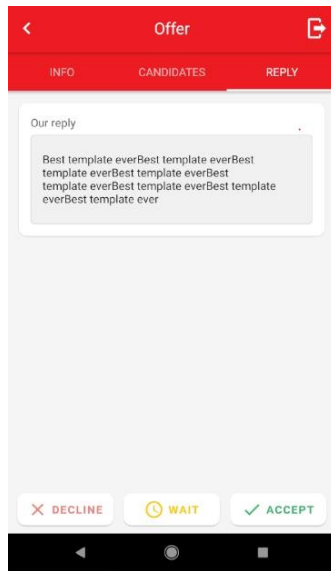 Offer
INFO CANDIDATES REPLY
Our reply
Best template everBest template everBest
template everBest template everBest
template everBest template everBest template
everBest template ever
DECLINE WAIT ACCEPT